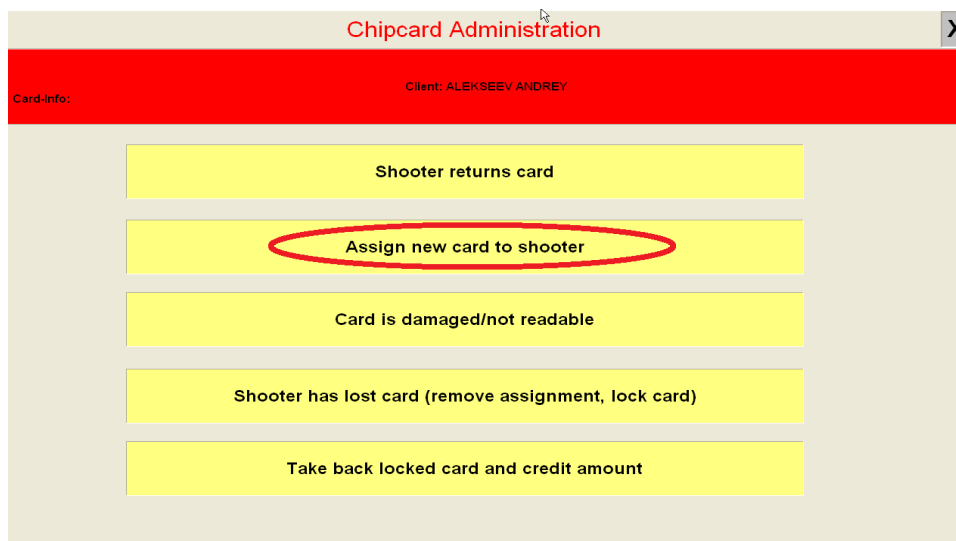 Chipcard Administration
X
Client: ALEKSEEV ANDREY
Card-Info:
Shooter returns card
Assign new card to shooter
Card is damaged/not readable
Shooter has lost card (remove assignment, lock card)
Take back locked card and credit amount